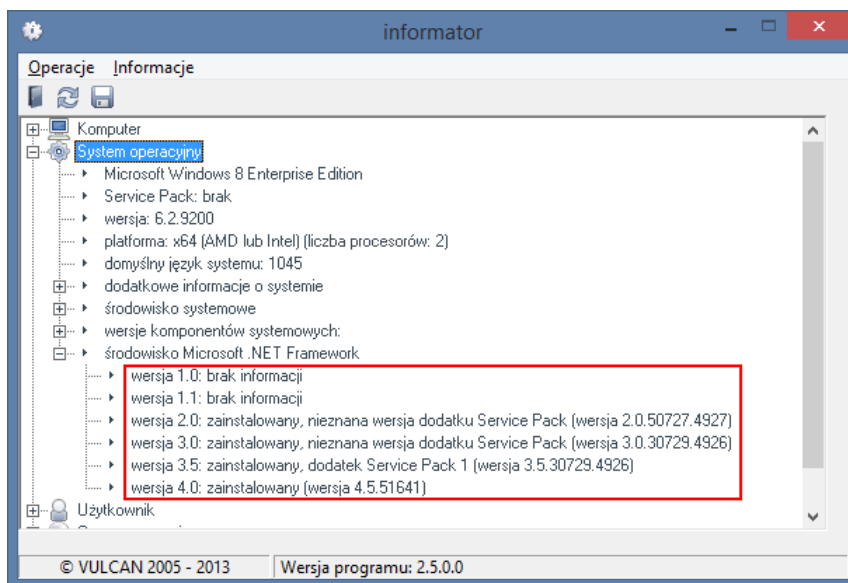 informator
Operacje Informacje
Komputer
System operacyjny
Microsoft Windows 8 Enterprise Edition
Service Pack: brak
wersja: 6.2.9200
platforma: x64 (AMD lub Intel) (liczba procesorów: 2)
domyślny język systemu: 1045
dodatkowe informacje o systemie
środowisko systemowe
wersje komponentów systemowych:
środowisko Microsoft .NET Framework
wersja 1.0: brak informacji
wersja 1.1: brak informacji
wersja 2.0: zainstalowany, nieznana wersja dodatku Service Pack (wersja 2.0.50727.4927)
wersja 3.0: zainstalowany, nieznana wersja dodatku Service Pack (wersja 3.0.30729.4926)
wersja 3.5: zainstalowany, dodatek Service Pack 1 (wersja 3.5.30729.4926)
wersja 4.0: zainstalowany (wersja 4.5.51641)
Użytkownik
© VULCAN 2005 - 2013 Wersja programu: 2.5.0.0